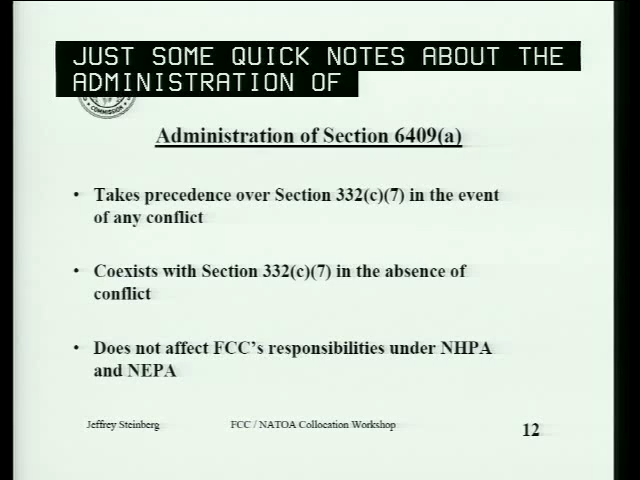 JUST SOME QUICK NOTES ABOUT THE
ADMINISTRATION OF
COMMISSION
Administration of Section 6409(a)
• Takes precedence over Section 332(c)(7) in the event
of any conflict
• Coexists with Section 332(c)(7) in the absence of
conflict
• Does not affect FCC's responsibilities under NHPA
and NEPA
Jeffrey Steinberg
FCC / NATOA Collocation Workshop
12